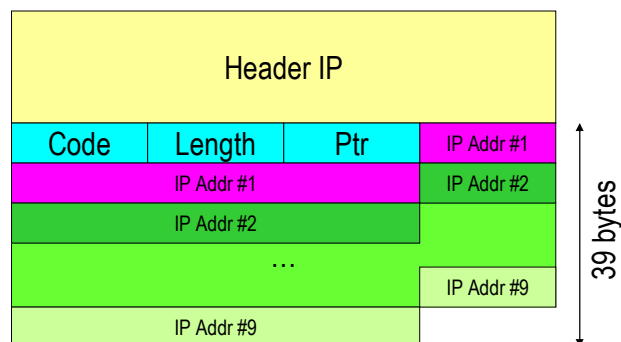 Header IP
Code Length Ptr IP Addr #1
IP Addr #1 IP Addr #2
IP Addr #2
...
IP Addr #9
IP Addr #9
39 bytes